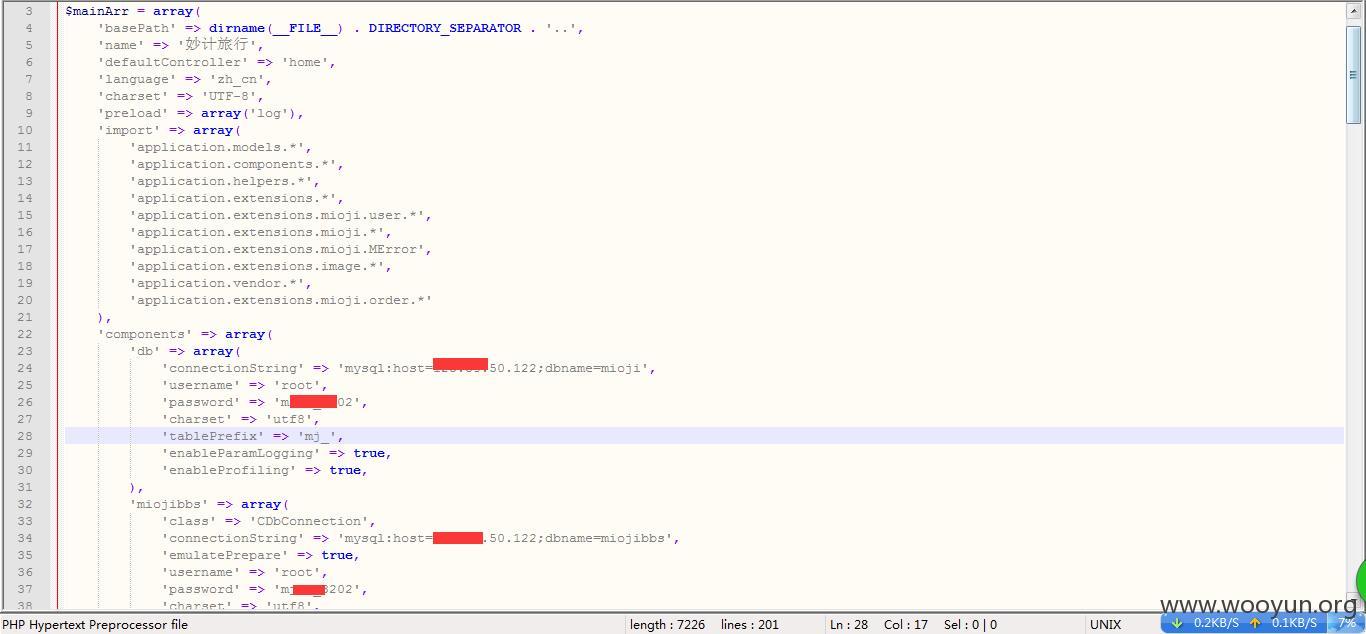 3 $mainArr = array(
4 'basePath' => dirname(__FILE__) . DIRECTORY_SEPARATOR . '..',
5 'name' => '妙计旅行',
6 'defaultController' => 'home',
7 'language' => 'zh_cn',
8 'charset' => 'UTF-8',
9 'preload' => array('log'),
10 'import' => array(
11 'application.models.*',
12 'application.components.*',
13 'application.helpers.*',
14 'application.extensions.*',
15 'application.extensions.mioji.user.*',
16 'application.extensions.mioji.*',
17 'application.extensions.mioji.MError',
18 'application.extensions.image.*',
19 'application.vendor.*',
20 'application.extensions.mioji.order.*'
21 ),
22 'components' => array(
23 'db' => array(
24 'connectionString' => 'mysql:host= .50.122;dbname=mioji',
25 'username' => 'root',
26 'password' => 'm 02',
27 'charset' => 'utf8',
28 'tablePrefix' => 'mj_',
29 'enableParamLogging' => true,
30 'enableProfiling' => true,
31 ),
32 'miojibbs' => array(
33 'class' => 'CDbConnection',
34 'connectionString' => 'mysql:host= .50.122;dbname=miojibbs',
35 'emulatePrepare' => true,
36 'username' => 'root',
37 'password' => 'm 202',
38 'charset' => 'utf8',
www.wooyun.org
PHP Hypertext Preprocessor file length : 7226 lines : 201 Ln : 28 Col : 17 Sel : 0 | 0 UNIX 0.2KB/S 0.1KB/S 7%